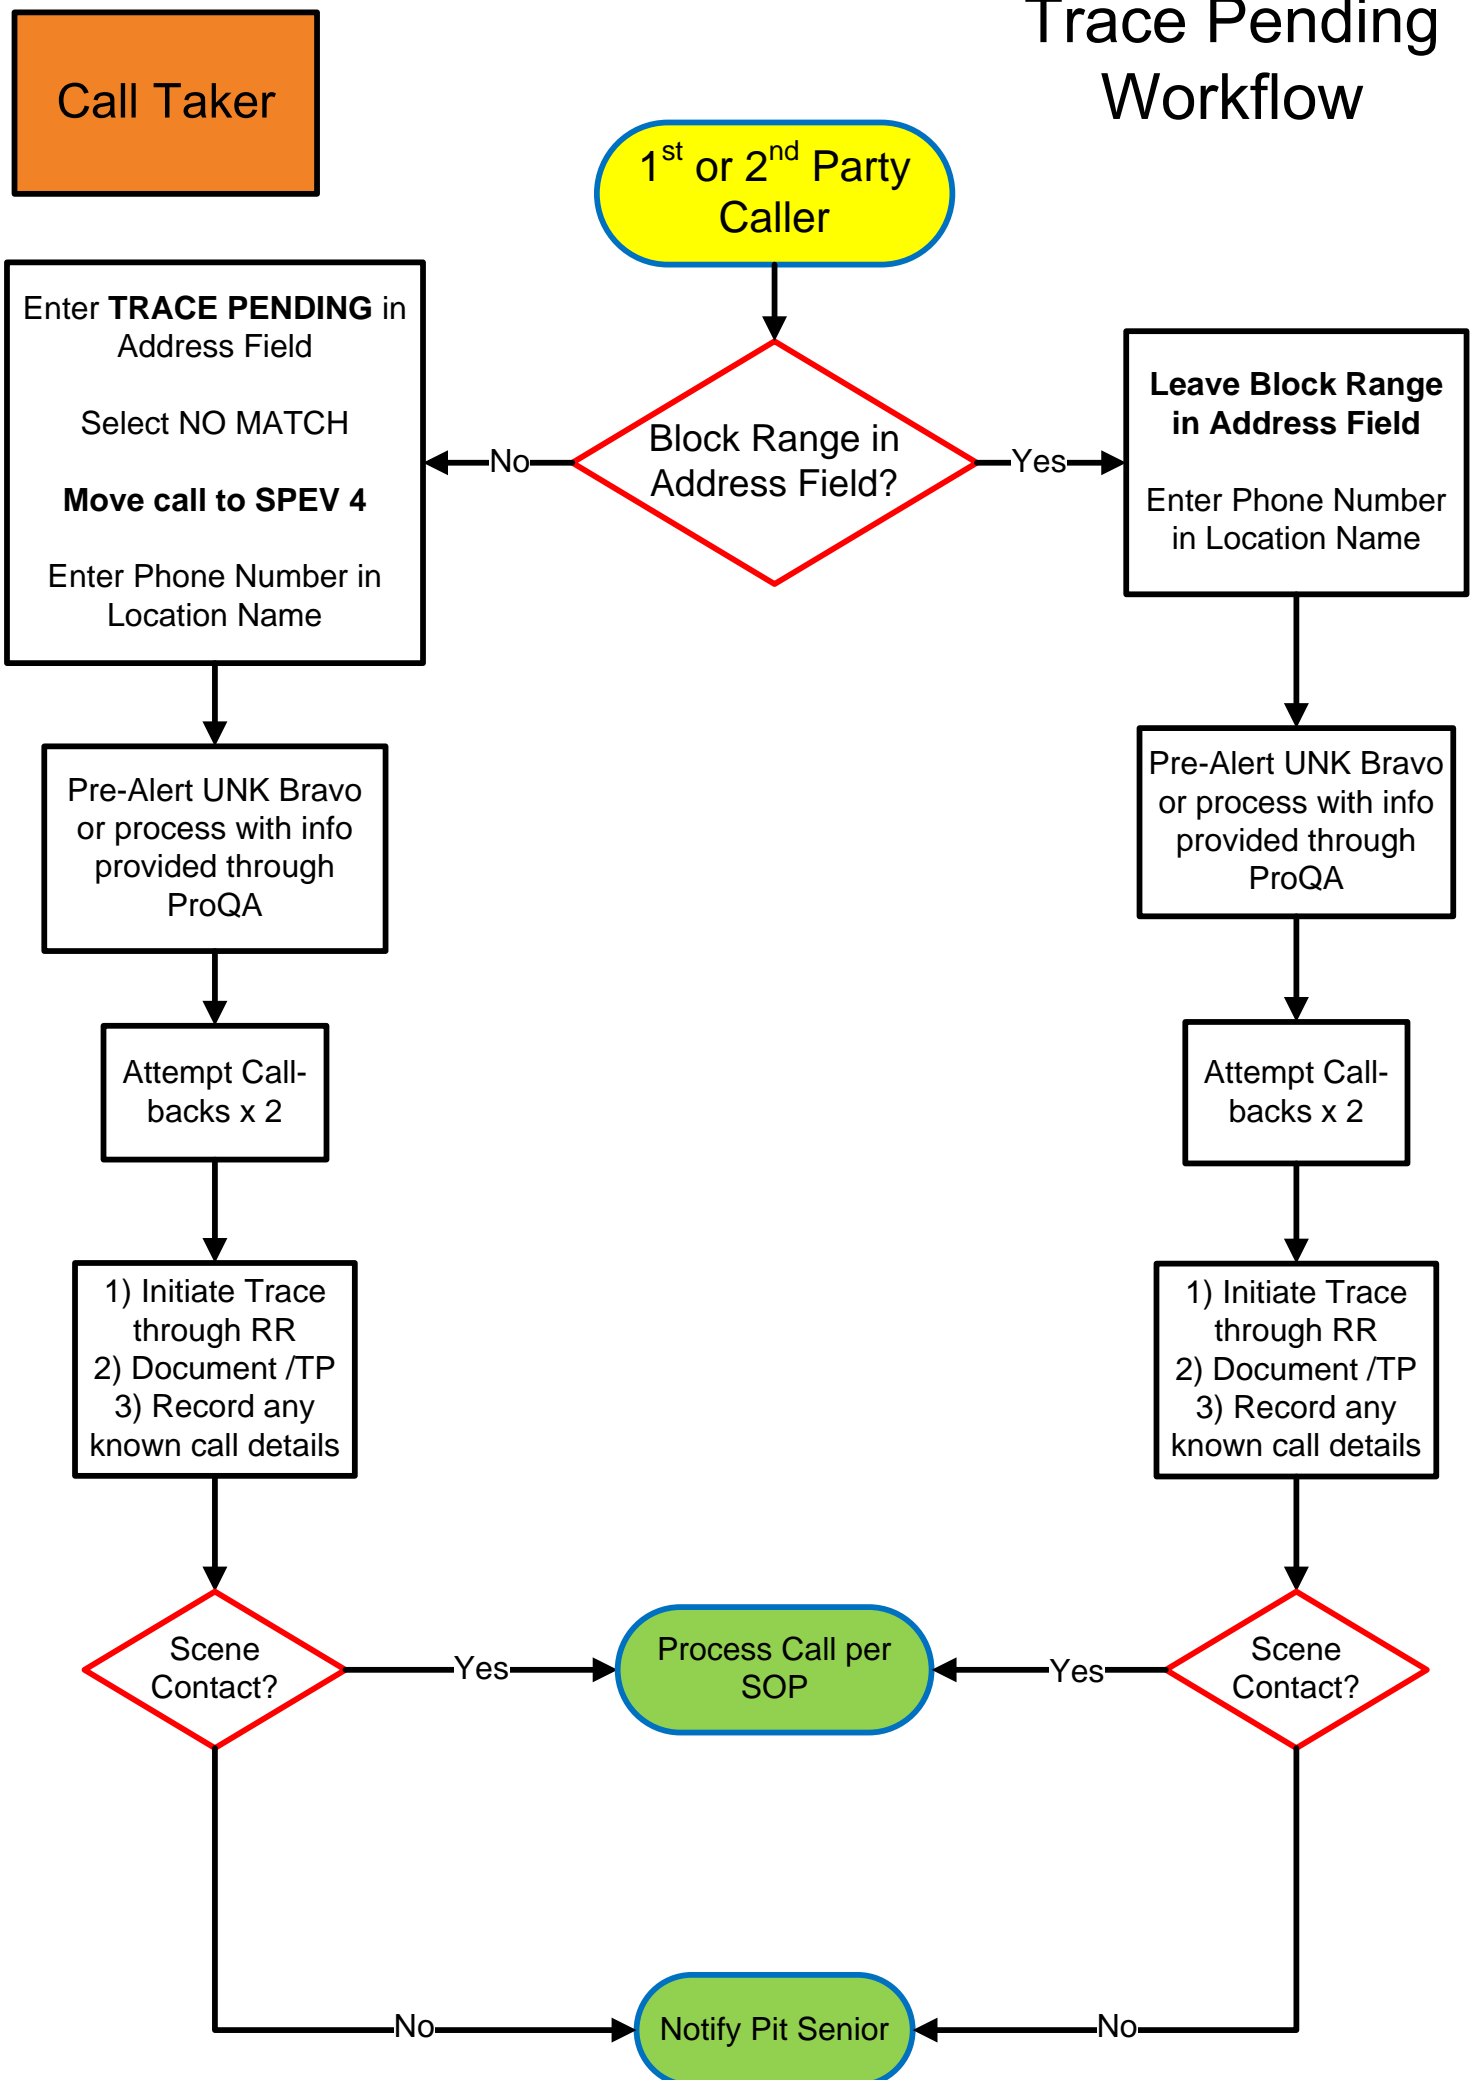 Trace Pending
Workflow
Call Taker
1st or 2nd Party
Caller
Enter TRACE PENDING in
Address Field
Select NO MATCH
Move call to SPEV 4
Enter Phone Number in
Location Name
No
Block Range in
Address Field?
Yes
Leave Block Range
in Address Field
Enter Phone Number
in Location Name
Pre-Alert UNK Bravo
or process with info
provided through
ProQA
Pre-Alert UNK Bravo
or process with info
provided through
ProQA
Attempt Call-
backs x 2
Attempt Call-
backs x 2
1) Initiate Trace
through RR
2) Document /TP
3) Record any
known call details
1) Initiate Trace
through RR
2) Document /TP
3) Record any
known call details
Scene
Contact?
Yes
Process Call per
SOP
Yes
Scene
Contact?
No
Notify Pit Senior
No